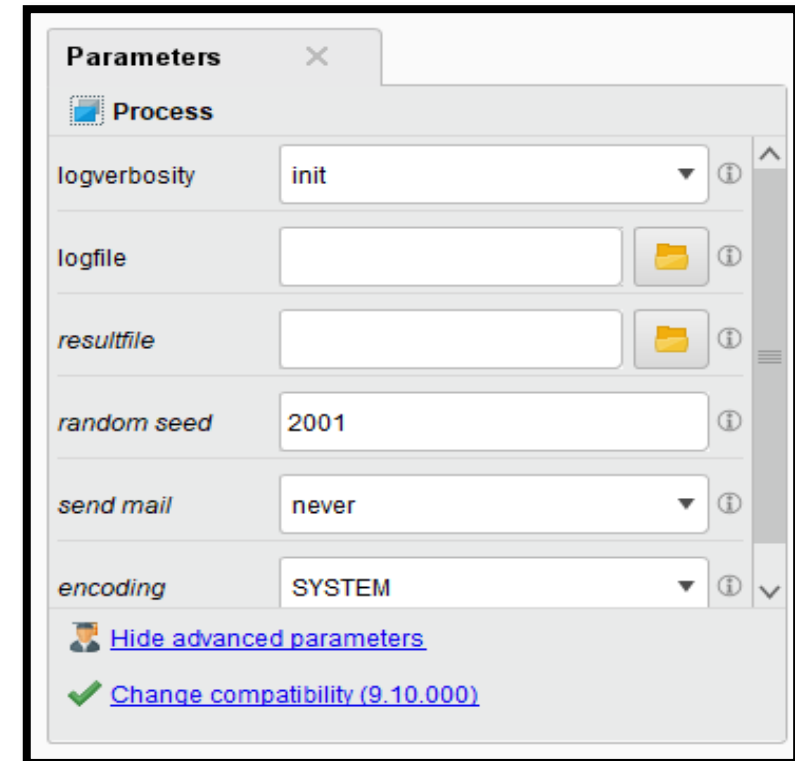 Parameters
Process
logverbosity init
logfile
resultfile
random seed 2001
send mail never
encoding SYSTEM
Hide advanced parameters
Change compatibility (9.10.000)